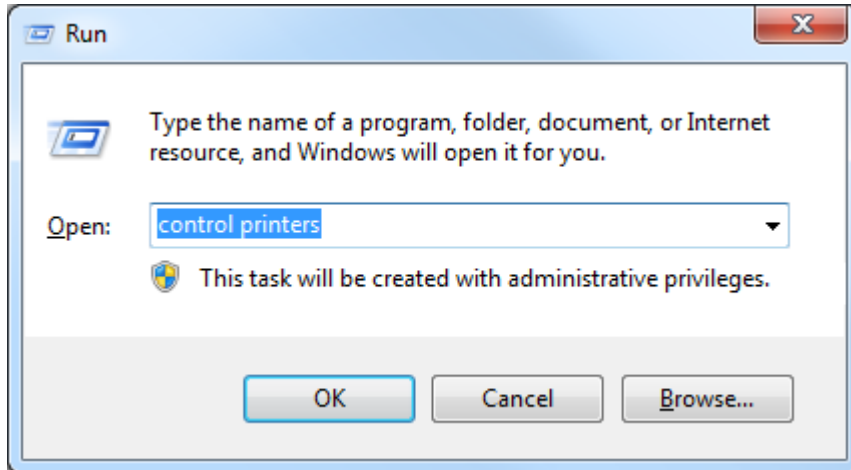 Run
Type the name of a program, folder, document, or Internet
resource, and Windows will open it for you.
Open: control printers
This task will be created with administrative privileges.
OK Cancel Browse...